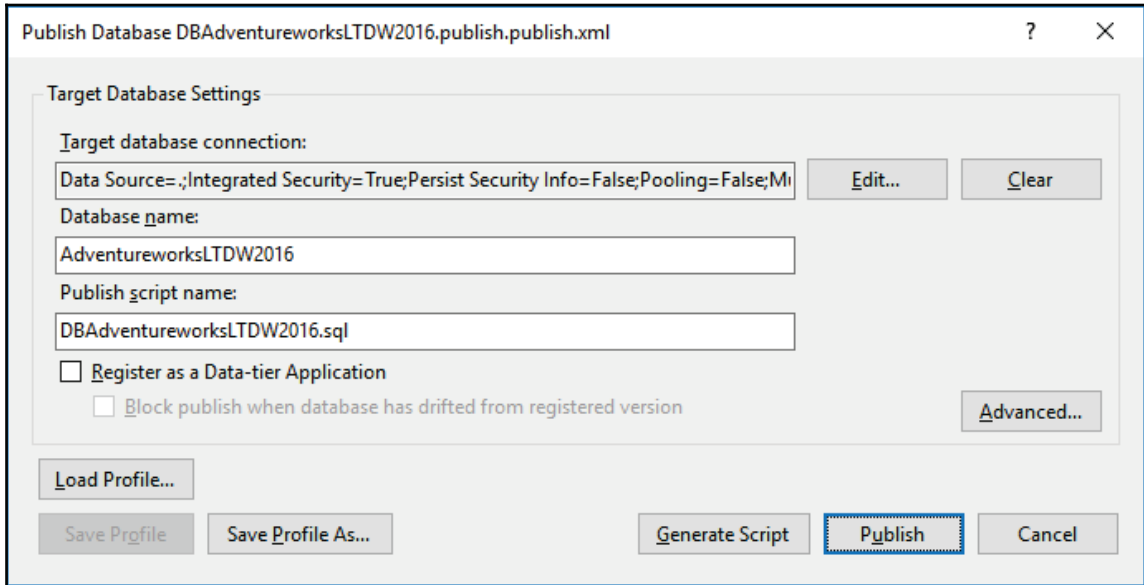 Publish Database DBAdventureworksLTDW2016.publish.publish.xml ?
Target Database Settings
Target database connection:
Data Source=.;Integrated Security=True;Persist Security Info=False;Pooling=False; Edit... Clear
Database name:
AdventureworksLTDW2016
Publish script name:
DBAdventureworksLTDW2016.sql
Register as a Data-tier Application
Block publish when database has drifted from registered version
Advanced...
Load Profile...
Save Profile Save Profile As... Generate Script Publish Cancel